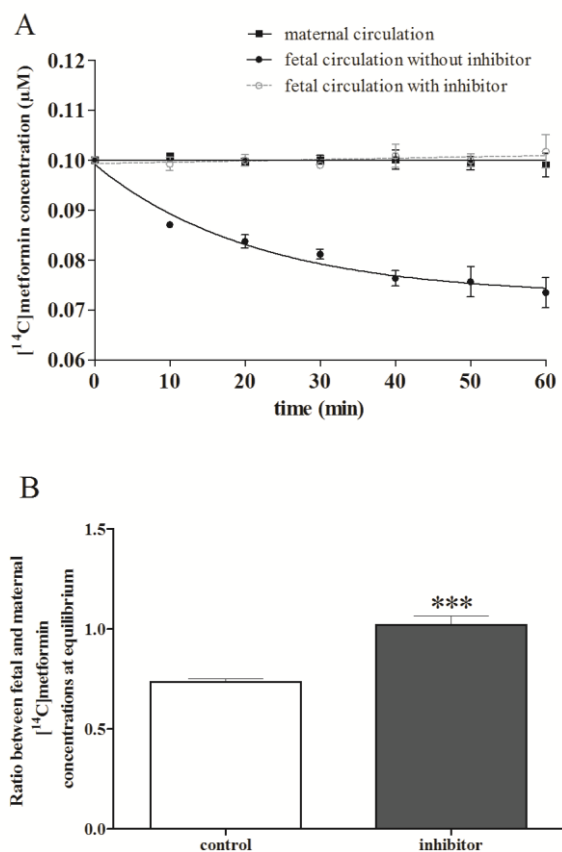 A
maternal circulation
fetal circulation without inhibitor
fetal circulation with inhibitor
[¹⁴C]metformin concentration (µM)
0.12
0.11
0.10
0.09
0.08
0.07
0.06
0 10 20 30 40 50 60
time (min)
B
Ratio between fetal and maternal
[¹⁴C]metformin
concentrations at equilibrium
1.5
1.0
0.5
0.0
***
control inhibitor